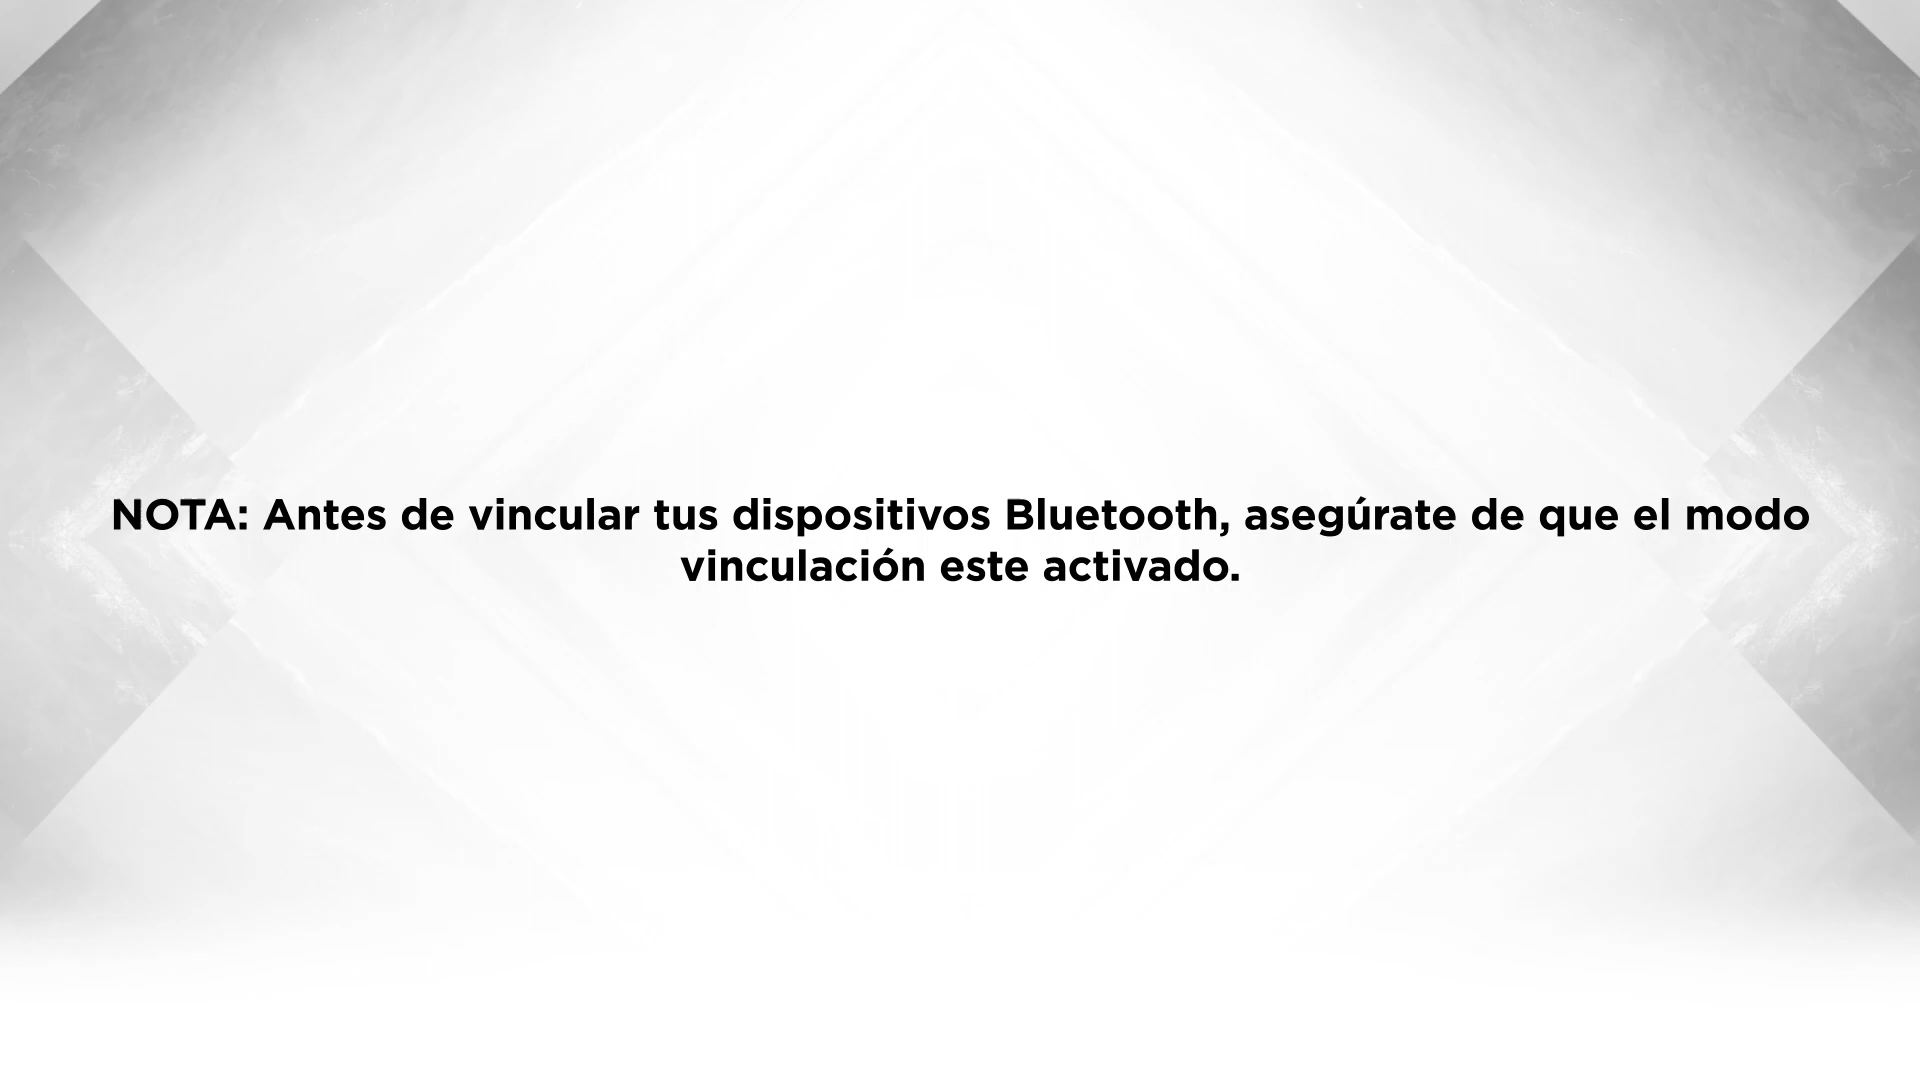 NOTA: Antes de vincular tus dispositivos Bluetooth, asegúrate de que el modo
vinculación este activado.